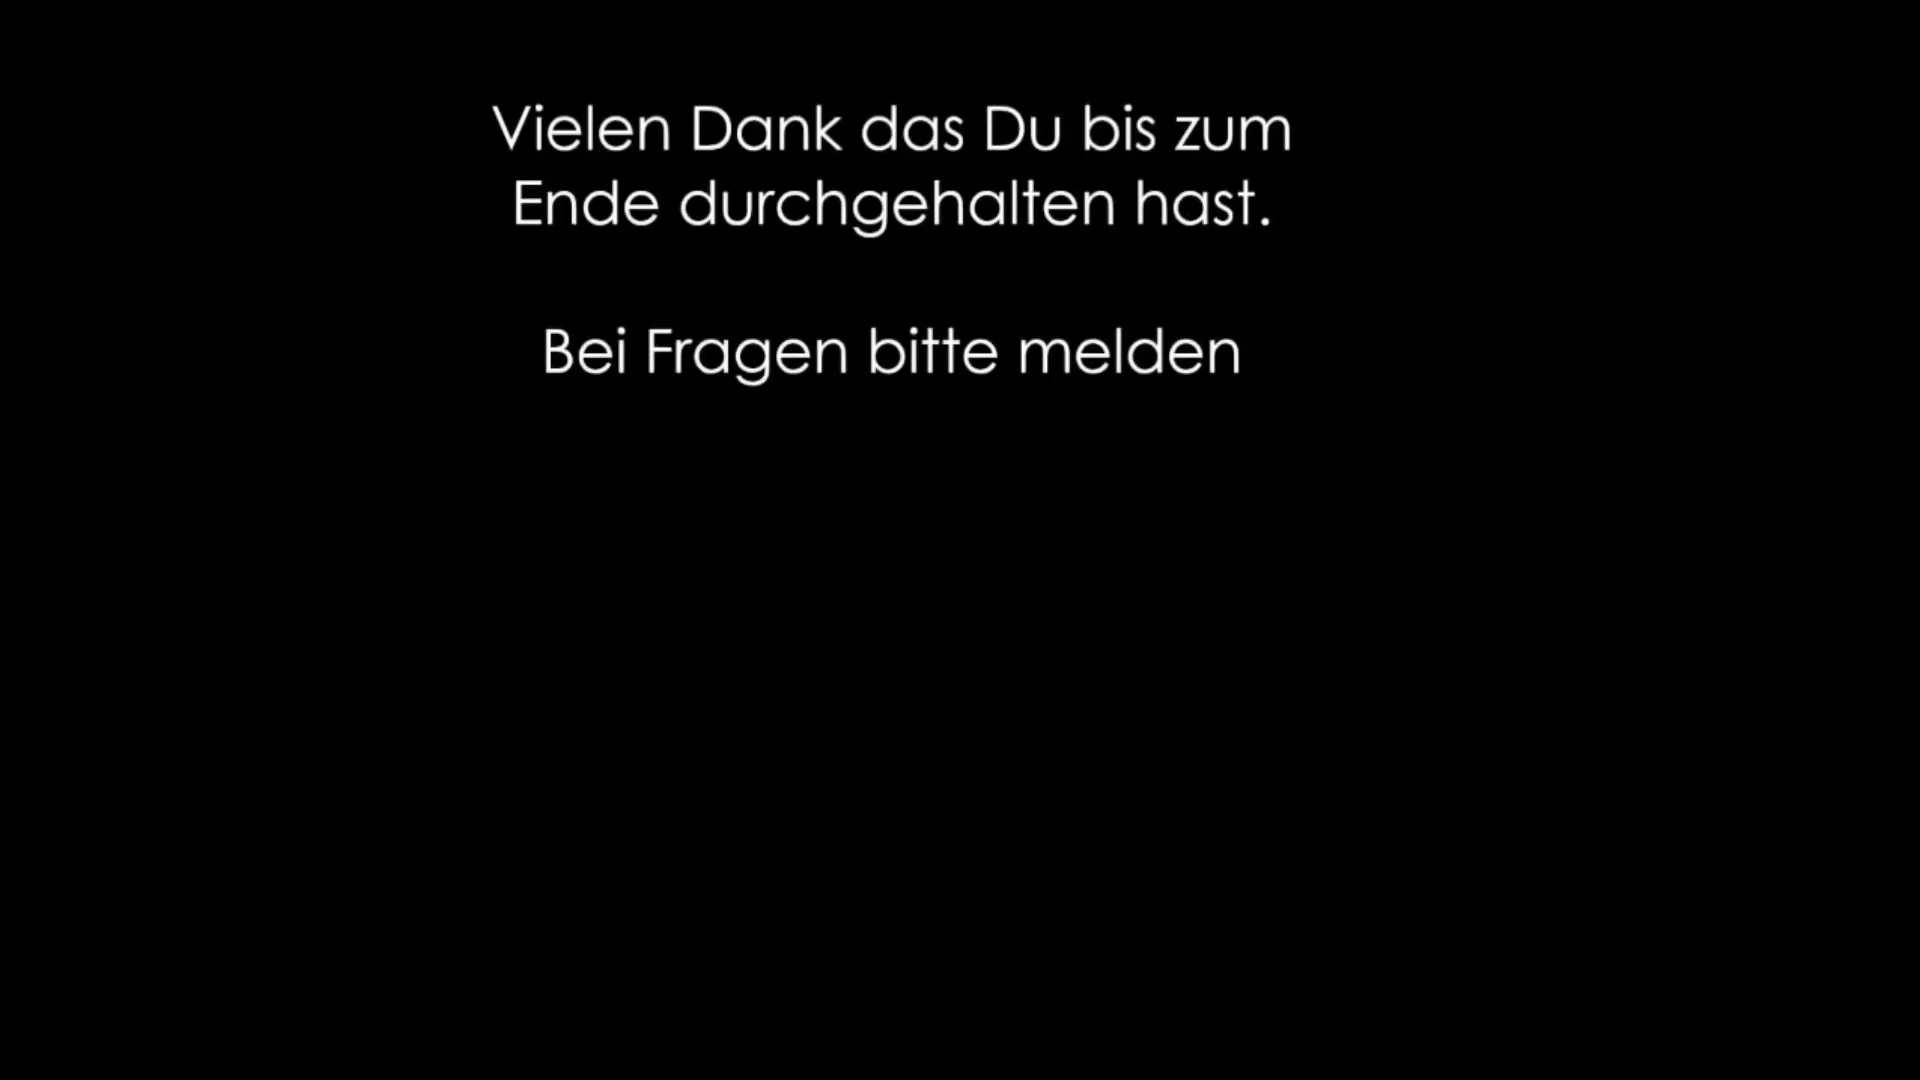 Vielen Dank das Du bis zum
Ende durchgehalten hast.
Bei Fragen bitte melden